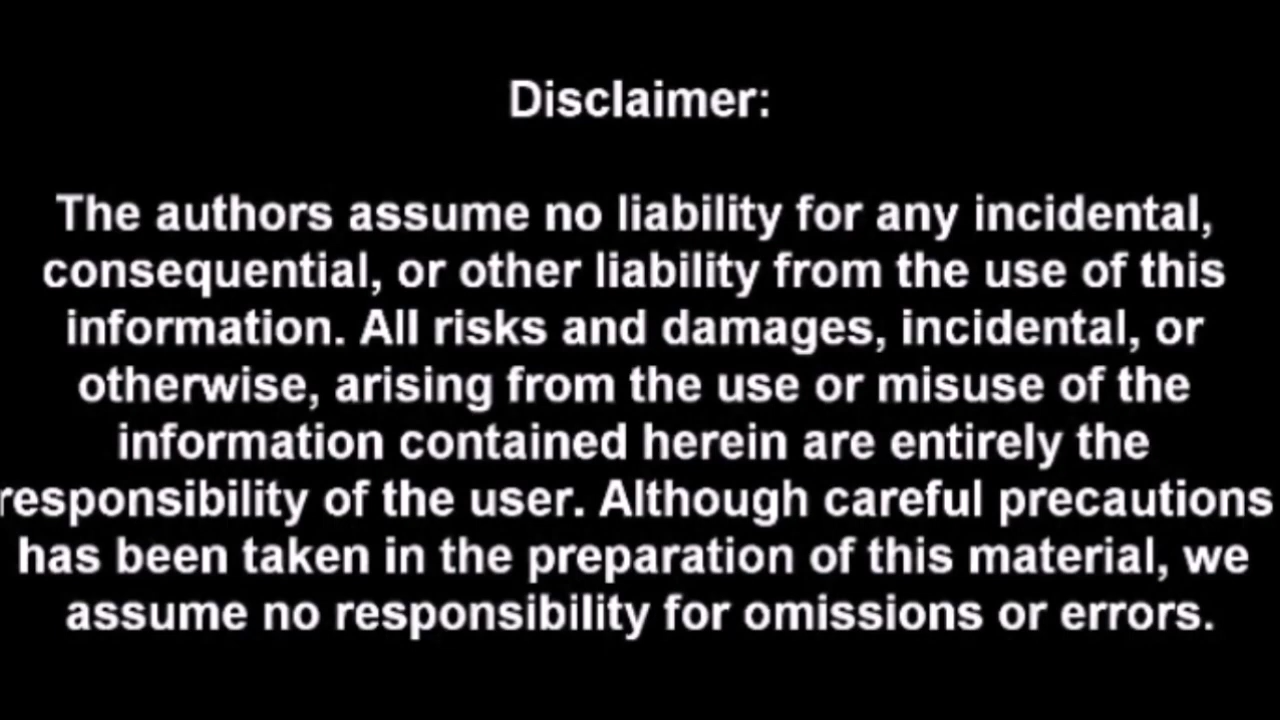 Disclaimer:
The authors assume no liability for any incidental,
consequential, or other liability from the use of this
information. All risks and damages, incidental, or
otherwise, arising from the use or misuse of the
information contained herein are entirely the
responsibility of the user. Although careful precautions
has been taken in the preparation of this material, we
assume no responsibility for omissions or errors.